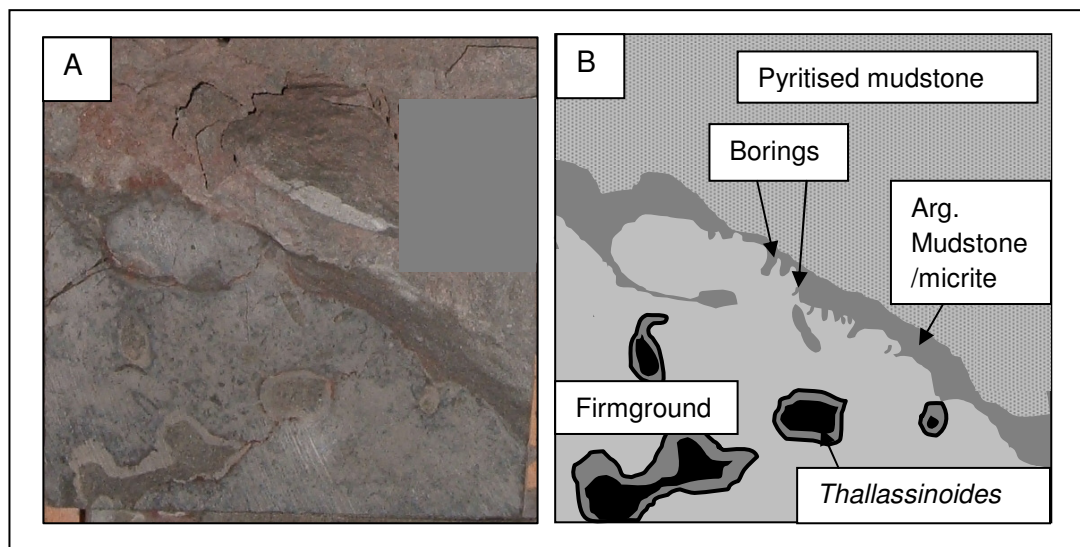 A
B
Pyritised mudstone
Borings
Arg.
Mudstone
/micrite
Firmground
Thallassinoides